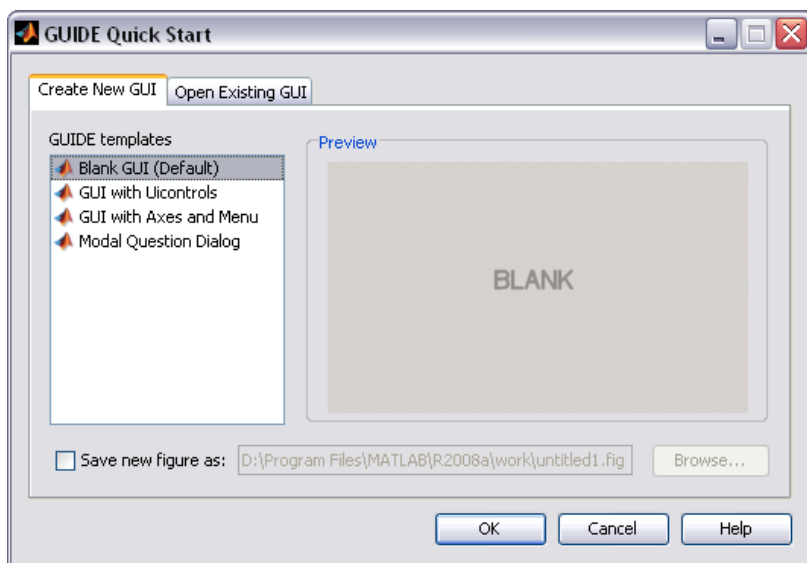 GUIDE Quick Start
Create New GUI
Open Existing GUI
GUIDE templates
Blank GUI (Default)
GUI with Uicontrols
GUI with Axes and Menu
Modal Question Dialog
Preview
BLANK
Save new figure as: D:\Program Files\MATLAB\R2008a\work\untitled1.fig Browse...
OK Cancel Help